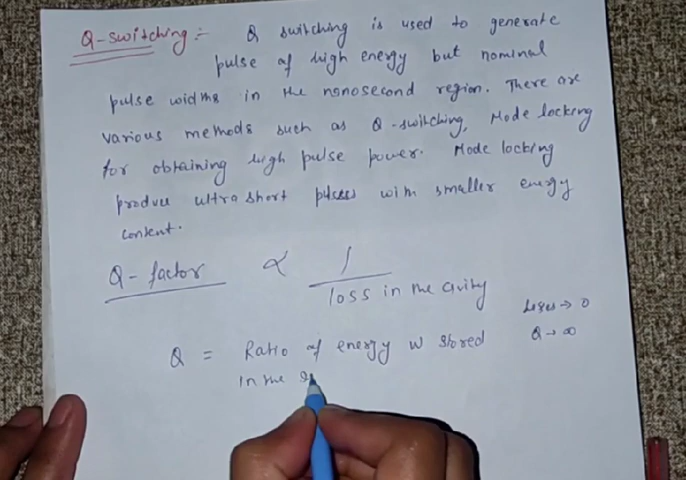 Q-switching :- Q switching is used to generate
pulse of high energy but nominal
pulse widths in the nanosecond region. There are
various methods such as Q-switching, Mode locking
for obtaining high pulse power. Mode locking
produce ultra short pulses with smaller energy
content.
Q-factor ∝ 1
loss in the cavity
Losses → 0
Q → ∞
Q = Ratio of energy W stored
in the